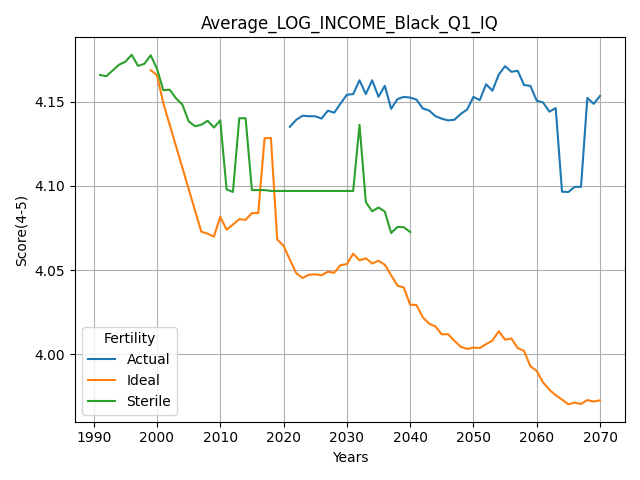 Average_LOG_INCOME_Black_Q1_IQ
Score(4-5)
4.15
4.10
4.05
4.00
Fertility
Actual
Ideal
Sterile
1990 2000 2010 2020 2030 2040 2050 2060 2070
Years